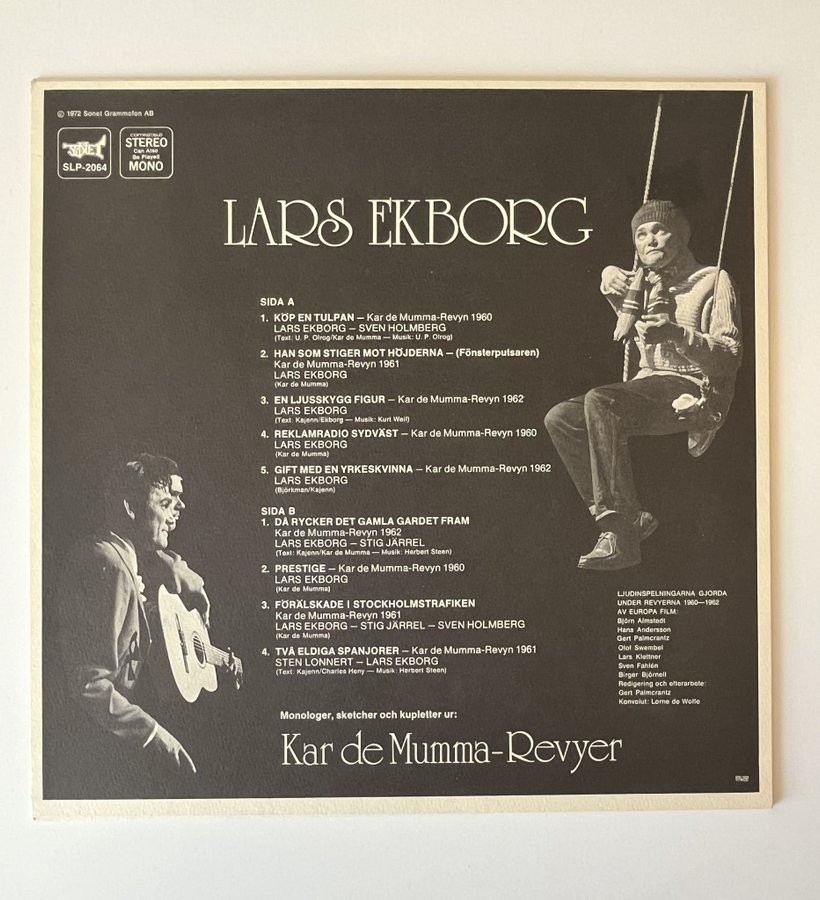 © 1972 Sonet Grammofon AB
SONET
SLP-2064
COMPATIBLE
STEREO
Can Also
Be Played
MONO
LARS EKBORG
SIDA A
1. KÖP EN TULPAN — Kar de Mumma-Revyn 1960
LARS EKBORG — SVEN HOLMBERG
(Text: U. P. Olrog/Kar de Mumma — Musik: U. P. Olrog)
2. HAN SOM STIGER MOT HÖJDERNA — (Fönsterputsaren)
Kar de Mumma-Revyn 1961
LARS EKBORG
(Kar de Mumma)
3. EN LJUSSKYGG FIGUR — Kar de Mumma-Revyn 1962
LARS EKBORG
(Text: Kajenn/Ekborg — Musik: Kurt Weil)
4. REKLAMRADIO SYDVÄST — Kar de Mumma-Revyn 1960
LARS EKBORG
(Kar de Mumma)
5. GIFT MED EN YRKESKVINNA — Kar de Mumma-Revyn 1962
LARS EKBORG
(Björkman/Kajenn)
SIDA B
1. DÅ RYCKER DET GAMLA GARDET FRAM
Kar de Mumma-Revyn 1962
LARS EKBORG — STIG JÄRREL
(Text: Kajenn/Kar de Mumma — Musik: Herbert Steen)
2. PRESTIGE — Kar de Mumma-Revyn 1960
LARS EKBORG
(Kar de Mumma)
3. FÖRÄLSKADE I STOCKHOLMSTRAFIKEN
Kar de Mumma-Revyn 1961
LARS EKBORG — STIG JÄRREL — SVEN HOLMBERG
(Kar de Mumma)
4. TVÅ ELDIGA SPANJORER — Kar de Mumma-Revyn 1961
STEN LONNERT — LARS EKBORG
(Text: Kajenn/Charles Heny — Musik: Herbert Steen)
LJUDINSPELNINGARNA GJORDA
UNDER REVYERNA 1960—1962
AV EUROPA FILM:
Björn Almstedt
Hans Andersson
Gert Palmcrantz
Olof Swembel
Lars Klettner
Sven Fahlén
Birger Björnell
Redigering och efterarbete:
Gert Palmcrantz
Konvolut: Lorne de Wolfe
Monologer, sketcher och kupletter ur:
Kar de Mumma-Revyer